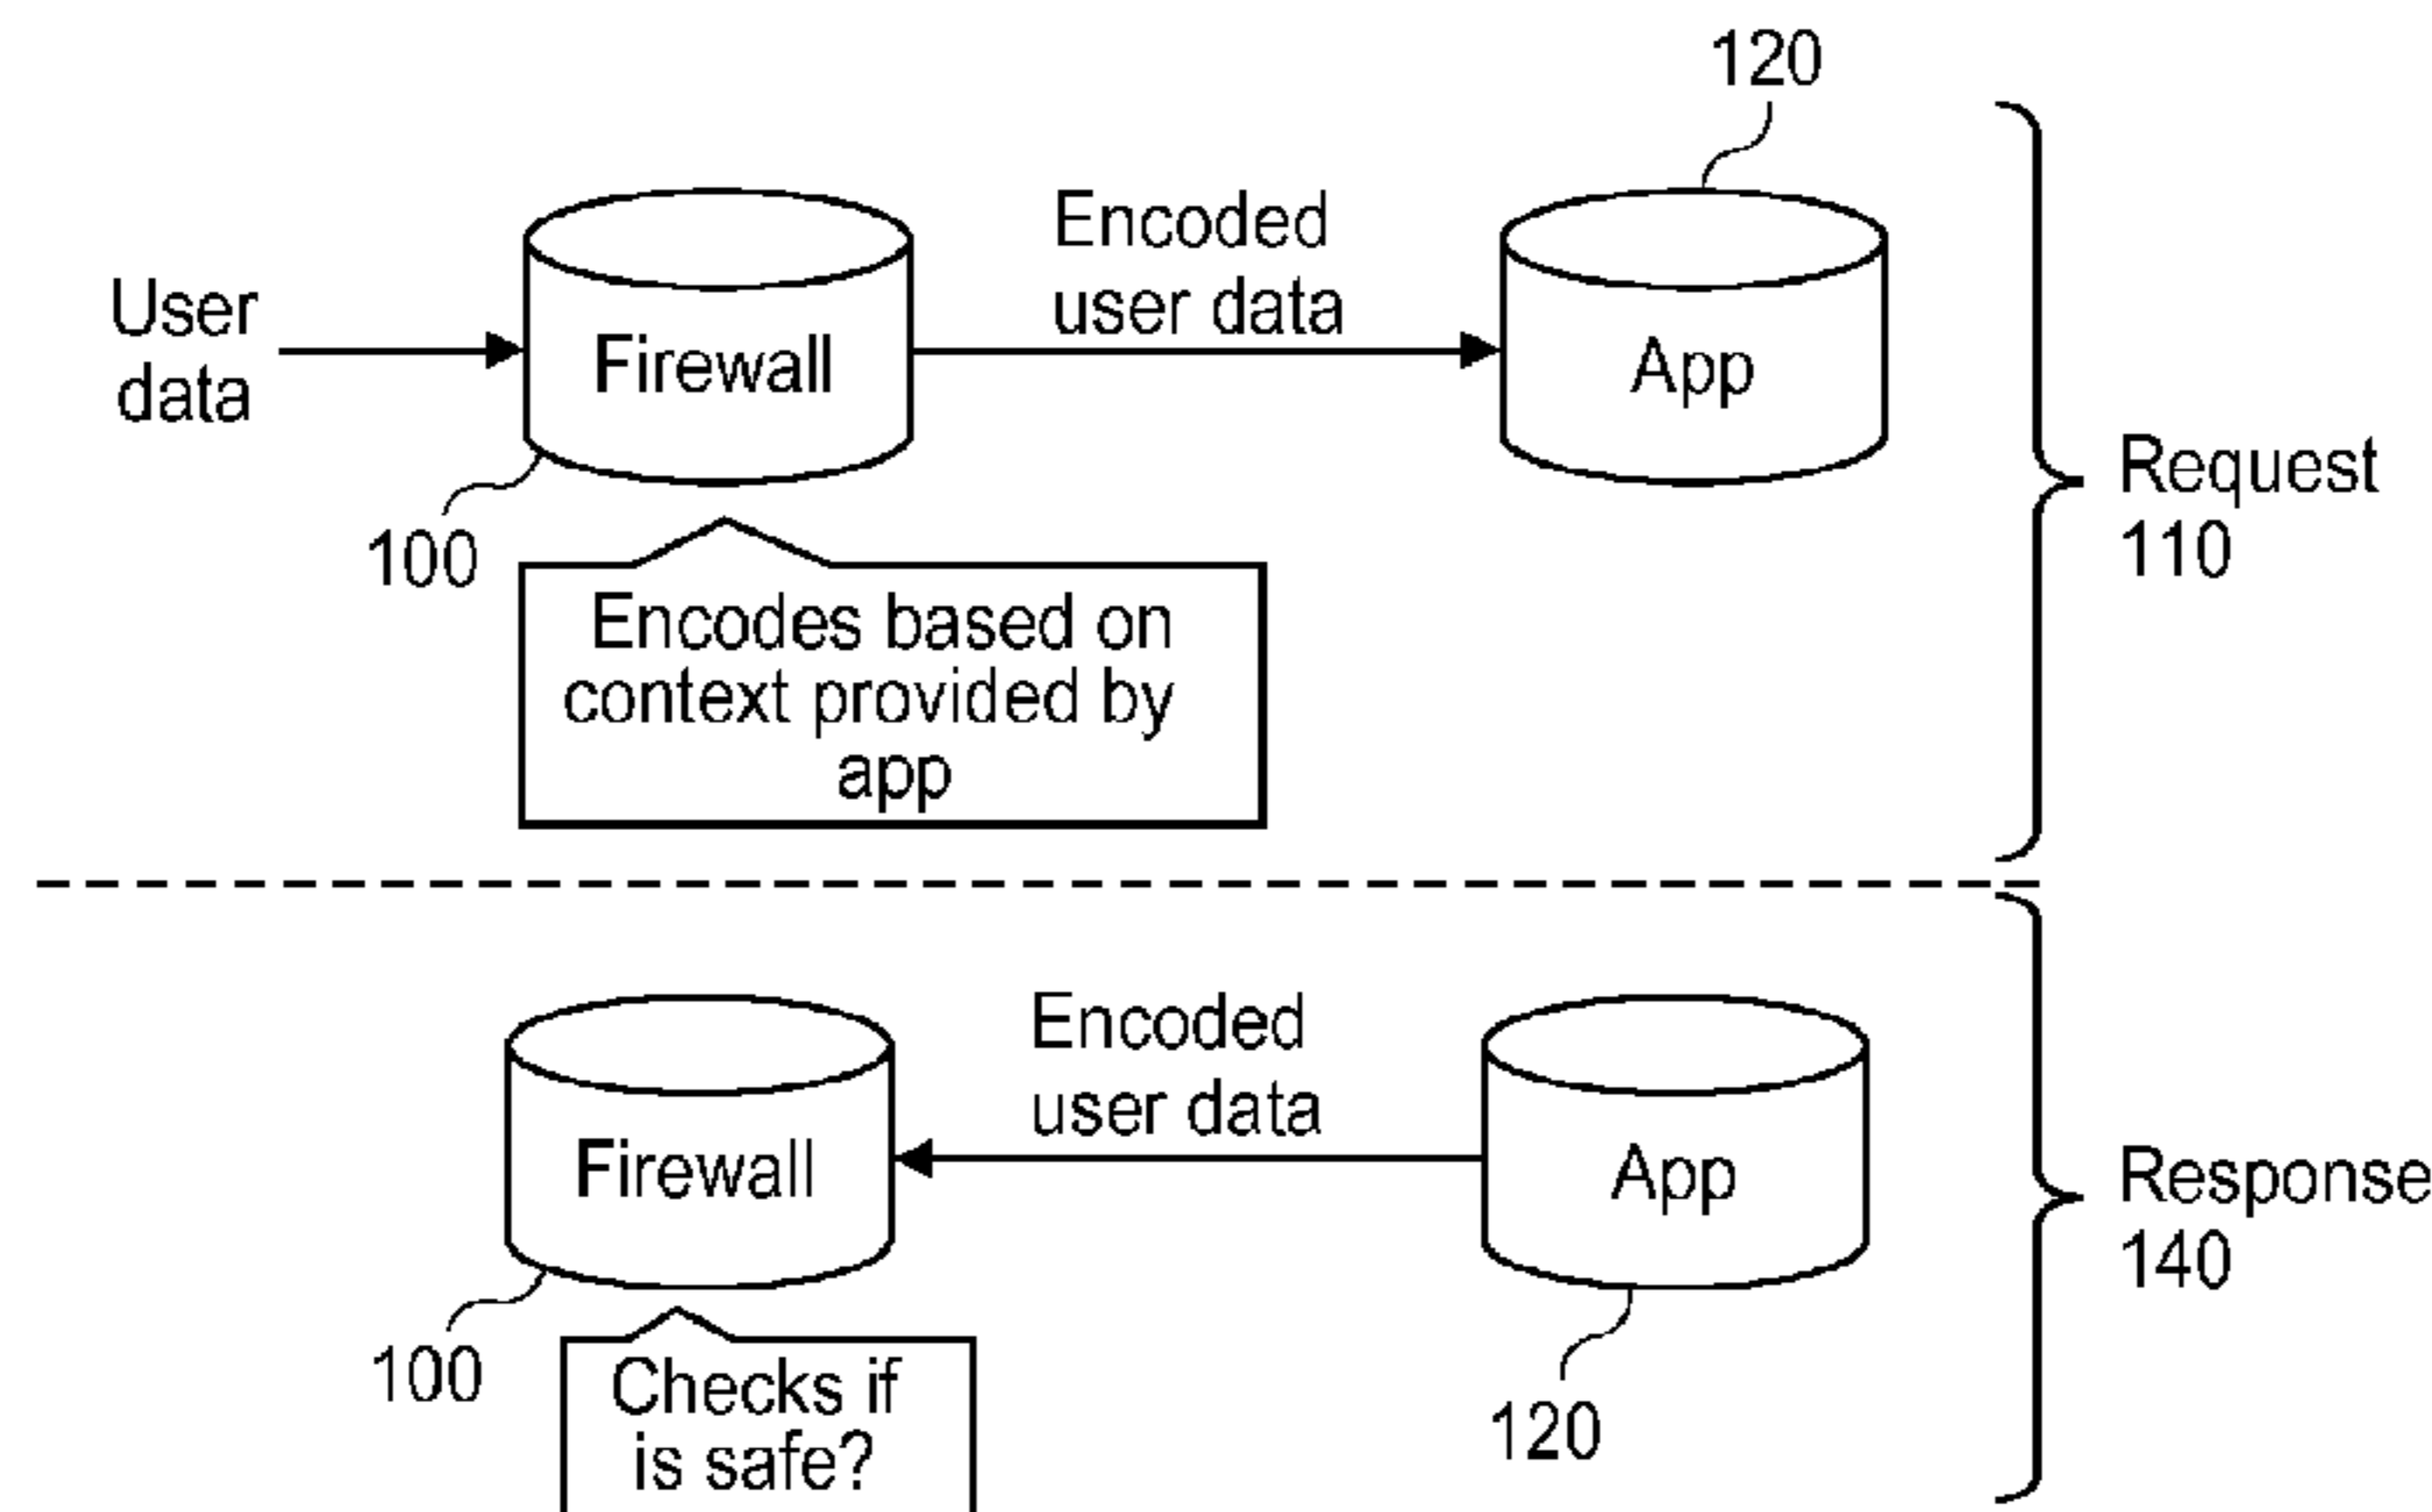 120
Encoded
user data
User
data
Firewall
App
Request
110
100
Encodes based on
context provided by
app
Encoded
user data
Firewall
App
Response
140
100
Checks if
is safe?
120